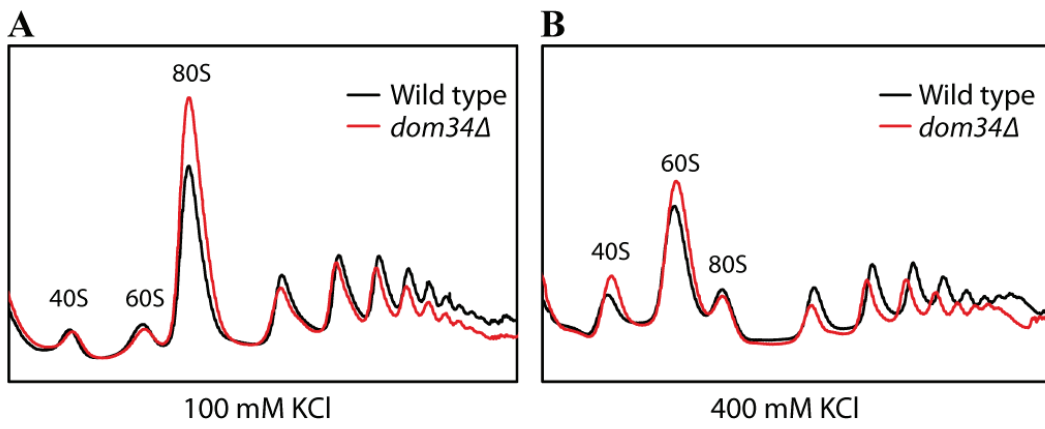 A
80S
Wild type
dom34Δ
40S
60S
100 mM KCl
B
Wild type
dom34Δ
60S
40S
80S
400 mM KCl